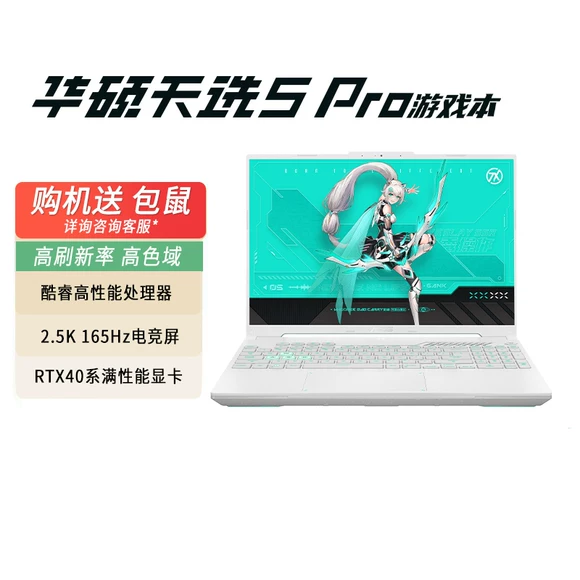 华硕天选5 Pro游戏本
购机送 包鼠
详询咨询客服*
高刷新率 高色域
酷睿高性能处理器
2.5K 165Hz电竞屏
RTX40系满性能显卡